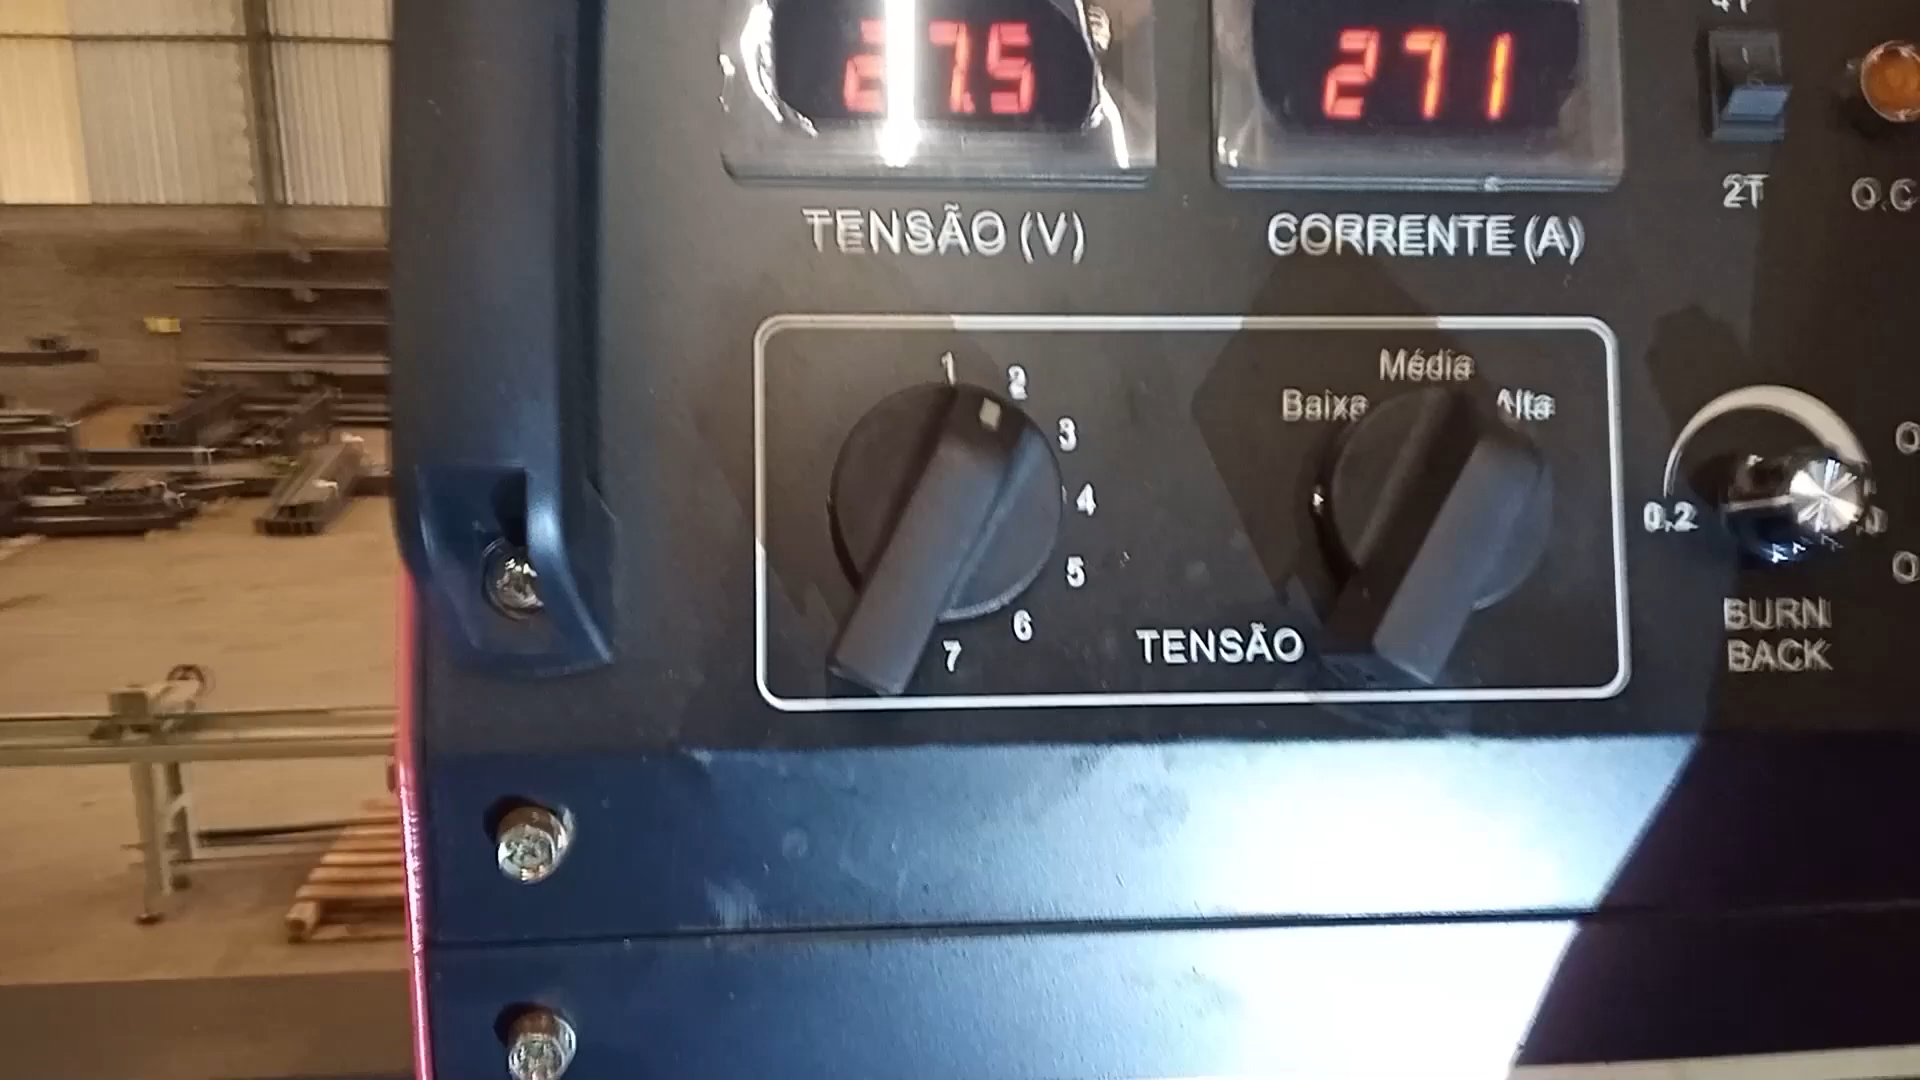 27.5
271
2T
TENSÃO (V)
CORRENTE (A)
1
2
3
4
5
6
7
Baixa
Média
Alta
TENSÃO
0,2
BURN
BACK